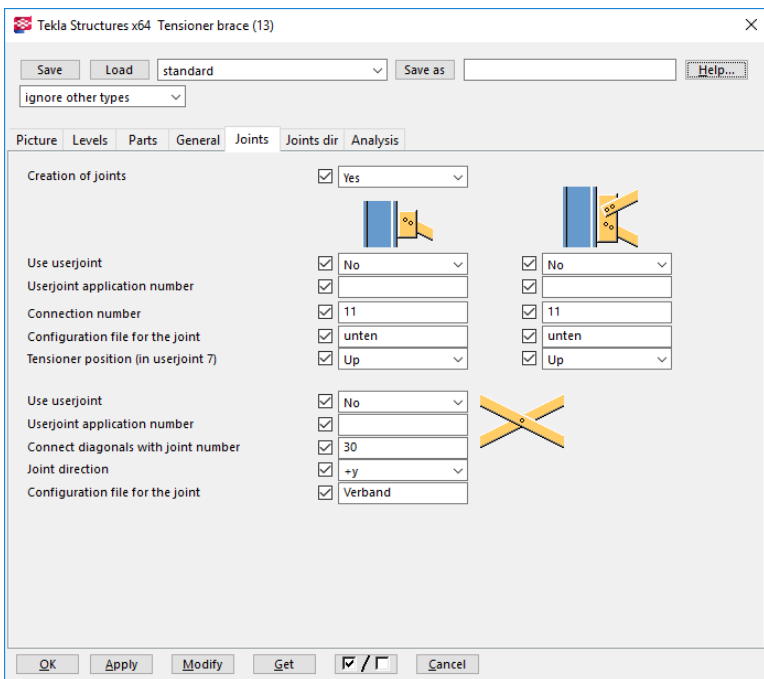 Tekla Structures x64 Tensioner brace (13)
Save Load standard Save as Help...
ignore other types
Picture Levels Parts General Joints Joints dir Analysis
Creation of joints Yes
Use userjoint No No
Userjoint application number
Connection number 11 11
Configuration file for the joint unten unten
Tensioner position (in userjoint 7) Up Up
Use userjoint No
Userjoint application number
Connect diagonals with joint number 30
Joint direction +y
Configuration file for the joint Verband
OK Apply Modify Get / Cancel